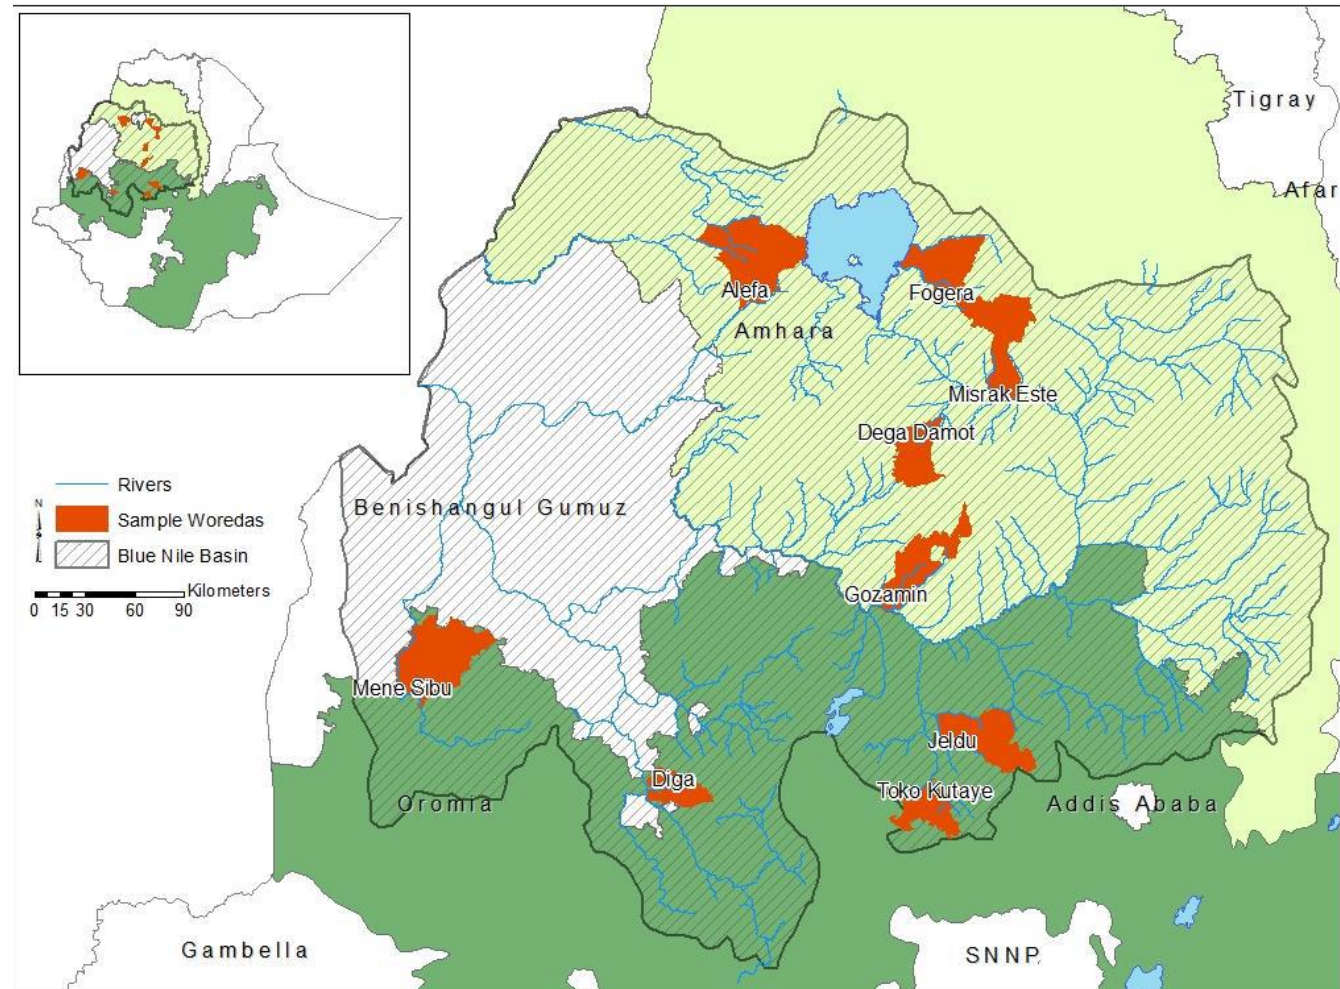 Tigray
Afar
Alefa
Fogera
Amhara
Misrak Este
Dega Damot
Rivers
N
Sample Woredas
Blue Nile Basin
Kilometers
0 15 30 60 90
Benishangul Gumuz
Gozamin
Mene Sibu
Jeldu
Diga
Toko Kutaye
Oromia
Addis Ababa
Gambella
SNNP